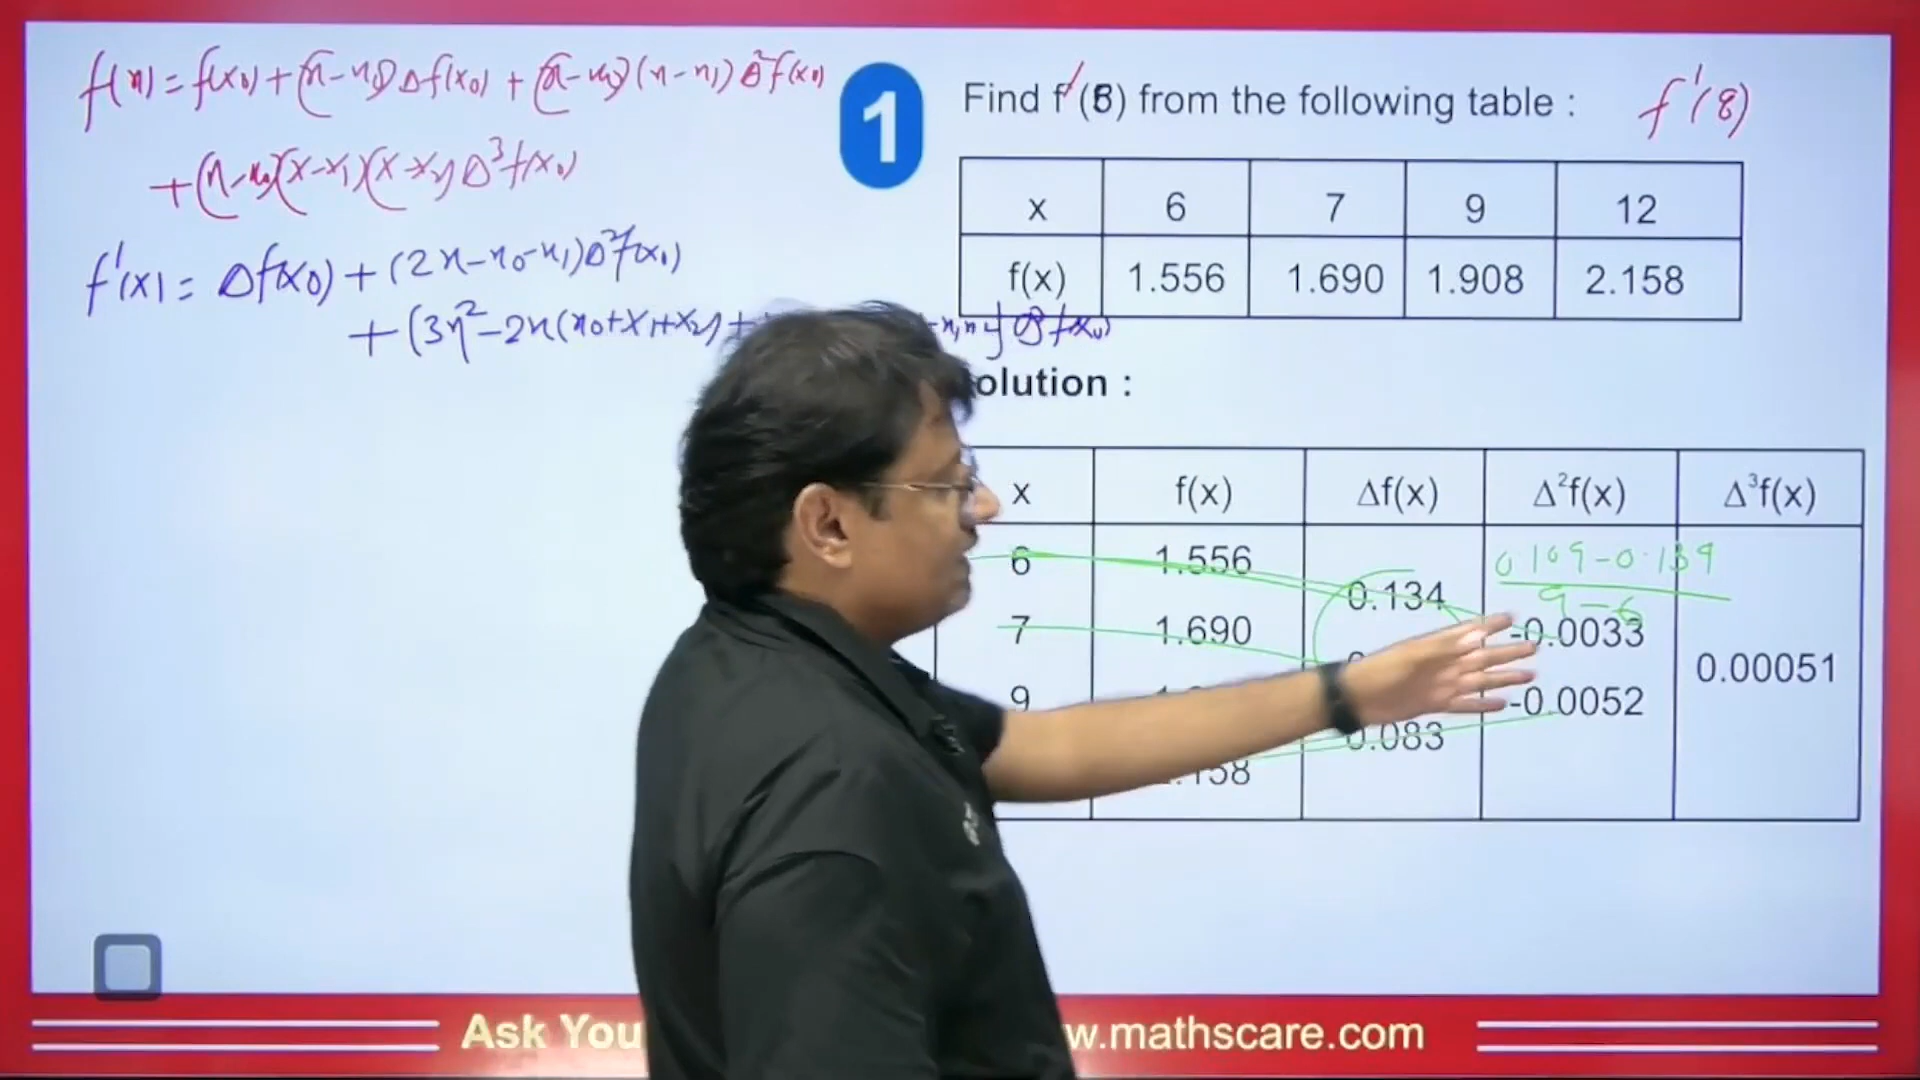 f(x) = f(x₀) + (x-x₀) Δf(x₀) + (x-x₀)(x-x₁) Δ²f(x₀)
+ (x-x₀)(x-x₁)(x-x₂) Δ³f(x₀)
f'(x) = Δf(x₀) + (2x-x₀-x₁)Δ²f(x₀)
+ (3x²-2x(x₀+x₁+x₂) +
1
Find f'(8) from the following table : f'(8)
x 6 7 9 12
f(x) 1.556 1.690 1.908 2.158
olution :
x f(x) Δf(x) Δ²f(x) Δ³f(x)
6 1.556
0.134
0.109-0.134
9-6
7 1.690 -0.0033
0.00051
9 -0.0052
0.083
.158
Ask You w.mathscare.com